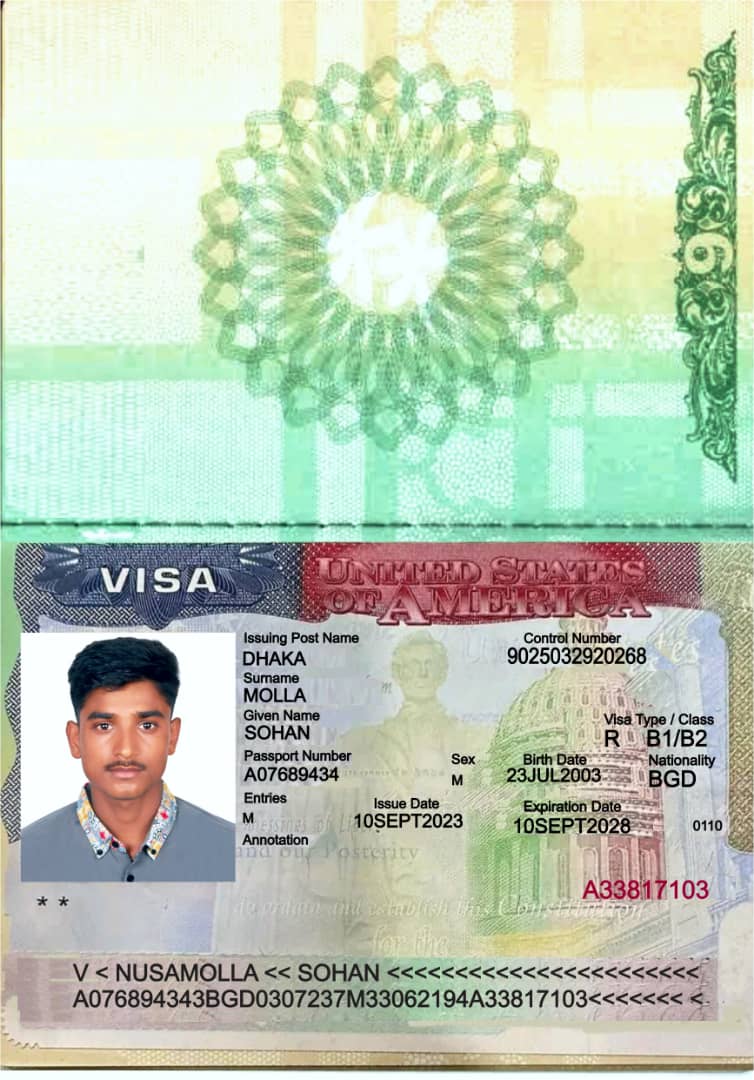 9
VISA
UNITED STATES
OF AMERICA
Issuing Post Name
DHAKA
Control Number
9025032920268
Surname
MOLLA
Given Name
SOHAN
Visa Type / Class
R B1/B2
Passport Number
A07689434
Sex
M
Birth Date
23JUL2003
Nationality
BGD
Entries
M
Issue Date
10SEPT2023
Expiration Date
10SEPT2028
0110
Annotation
and our Posterity
A33817103
* *
do ordain and establish this Constitution
for the
V < NUSAMOLLA << SOHAN <<<<<<<<<<<<<<<<<<<<<<<
A076894343BGD0307237M33062194A33817103<<<<<<< <